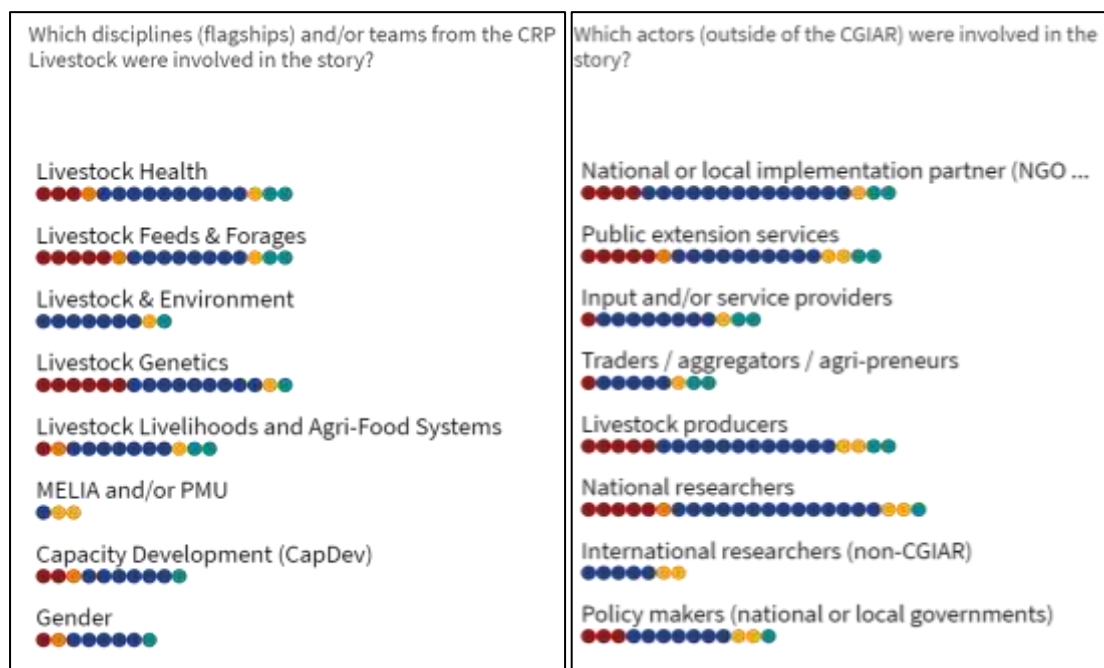 Which disciplines (flagships) and/or teams from the CRP
Livestock were involved in the story?
Livestock Health
Livestock Feeds & Forages
Livestock & Environment
Livestock Genetics
Livestock Livelihoods and Agri-Food Systems
MELIA and/or PMU
Capacity Development (CapDev)
Gender
Which actors (outside of the CGIAR) were involved in the
story?
National or local implementation partner (NGO ...
Public extension services
Input and/or service providers
Traders / aggregators / agri-preneurs
Livestock producers
National researchers
International researchers (non-CGIAR)
Policy makers (national or local governments)